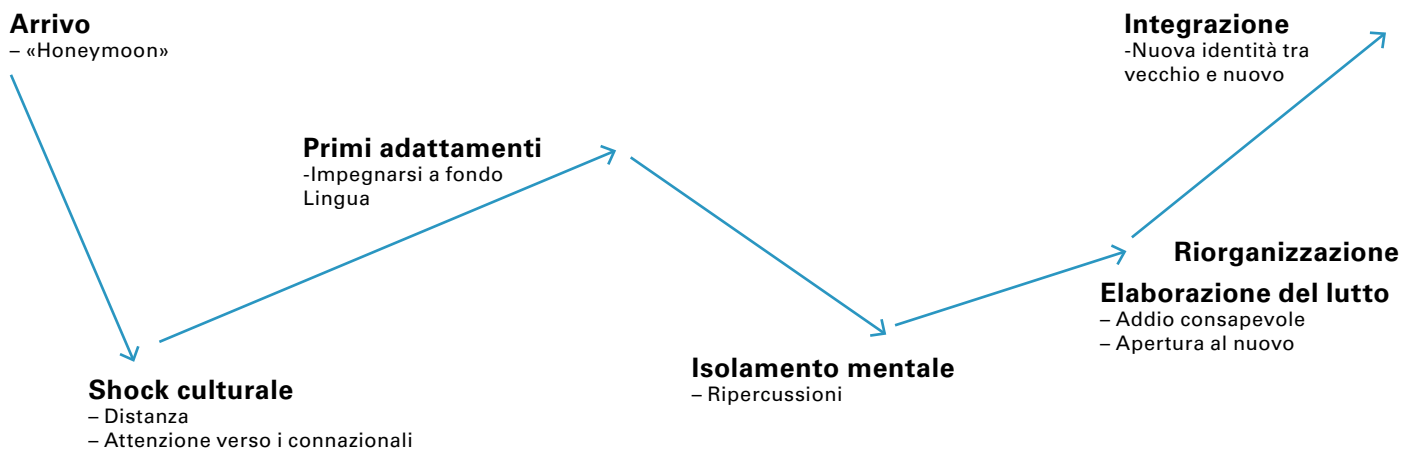 Arrivo
– «Honeymoon»
Shock culturale
– Distanza
– Attenzione verso i connazionali
Primi adattamenti
-Impegnarsi a fondo
Lingua
Isolamento mentale
– Ripercussioni
Riorganizzazione
Elaborazione del lutto
– Addio consapevole
– Apertura al nuovo
Integrazione
-Nuova identità tra
vecchio e nuovo